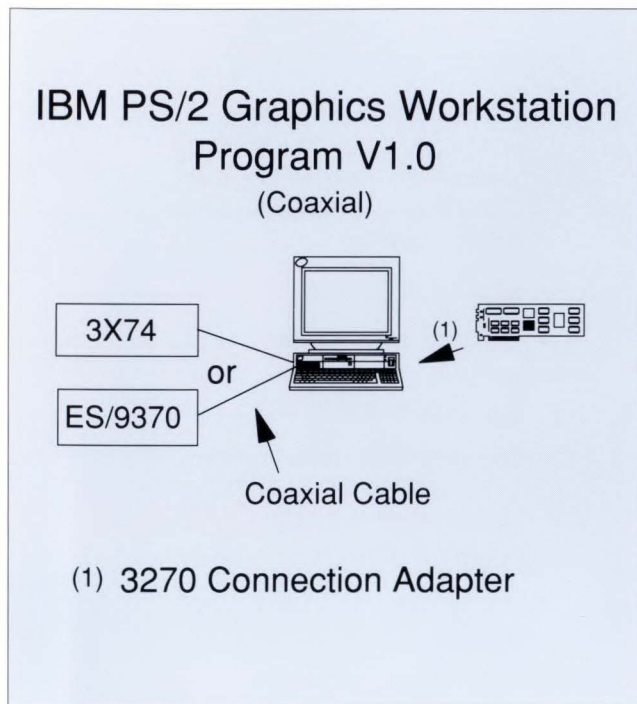 IBM PS/2 Graphics Workstation
Program V1.0
(Coaxial)
3X74
or
ES/9370
(1)
Coaxial Cable
(1) 3270 Connection Adapter